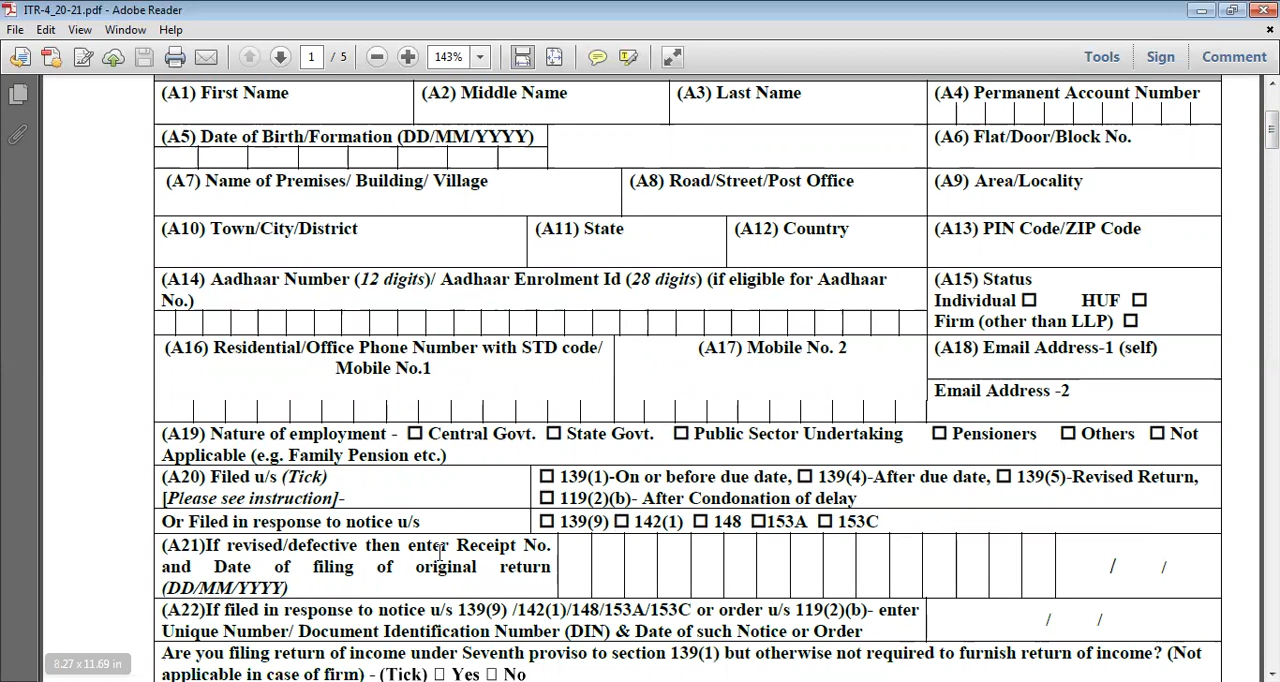 ITR-4_20-21.pdf - Adobe Reader
File Edit View Window Help
1 / 5 143% Tools Sign Comment
(A1) First Name (A2) Middle Name (A3) Last Name (A4) Permanent Account Number
(A5) Date of Birth/Formation (DD/MM/YYYY) (A6) Flat/Door/Block No.
(A7) Name of Premises/ Building/ Village (A8) Road/Street/Post Office (A9) Area/Locality
(A10) Town/City/District (A11) State (A12) Country (A13) PIN Code/ZIP Code
(A14) Aadhaar Number (12 digits)/ Aadhaar Enrolment Id (28 digits) (if eligible for Aadhaar
No.)
(A15) Status
Individual ☐ HUF ☐
Firm (other than LLP) ☐
(A16) Residential/Office Phone Number with STD code/
Mobile No.1
(A17) Mobile No. 2
(A18) Email Address-1 (self)
Email Address -2
(A19) Nature of employment - ☐ Central Govt. ☐ State Govt. ☐ Public Sector Undertaking ☐ Pensioners ☐ Others ☐ Not
Applicable (e.g. Family Pension etc.)
(A20) Filed u/s (Tick)
[Please see instruction]-
☐ 139(1)-On or before due date, ☐ 139(4)-After due date, ☐ 139(5)-Revised Return,
☐ 119(2)(b)- After Condonation of delay
Or Filed in response to notice u/s ☐ 139(9) ☐ 142(1) ☐ 148 ☐153A ☐ 153C
(A21)If revised/defective then enter Receipt No.
and Date of filing of original return
(DD/MM/YYYY)
/ /
(A22)If filed in response to notice u/s 139(9) /142(1)/148/153A/153C or order u/s 119(2)(b)- enter
Unique Number/ Document Identification Number (DIN) & Date of such Notice or Order
/ /
Are you filing return of income under Seventh proviso to section 139(1) but otherwise not required to furnish return of income? (Not
applicable in case of firm) - (Tick) ☐ Yes ☐ No
8.27 x 11.69 in